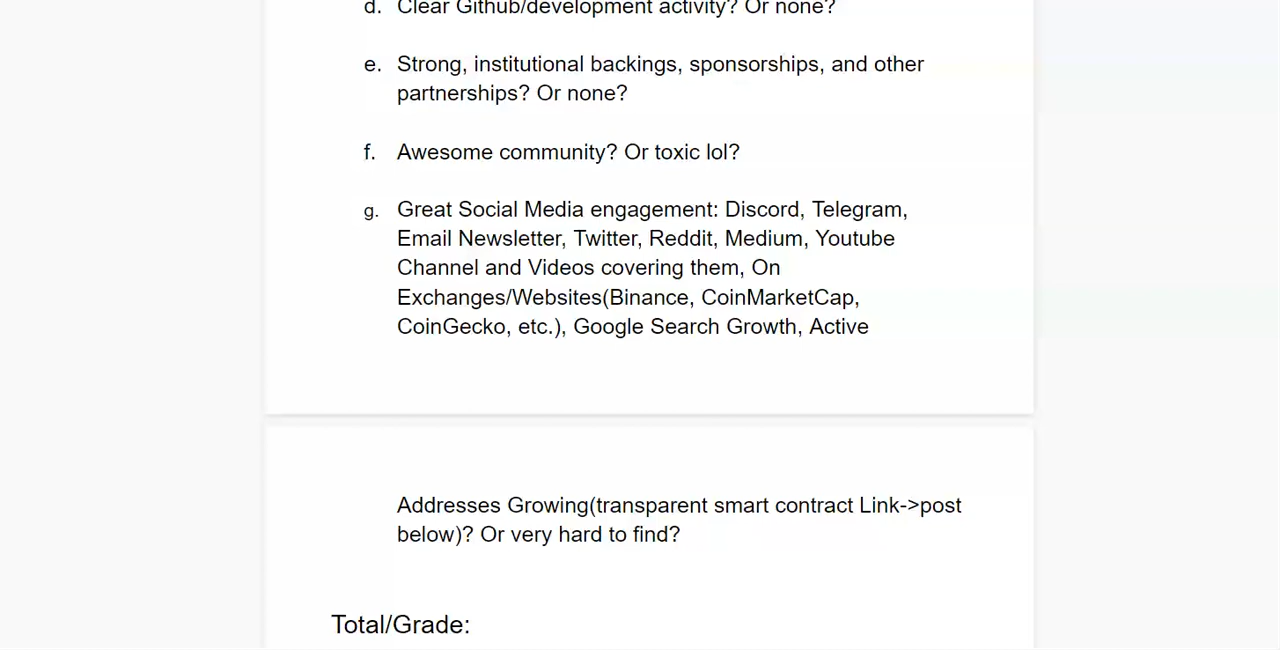 d. Clear Github/development activity? Or none?
e. Strong, institutional backings, sponsorships, and other
partnerships? Or none?
f. Awesome community? Or toxic lol?
g. Great Social Media engagement: Discord, Telegram,
Email Newsletter, Twitter, Reddit, Medium, Youtube
Channel and Videos covering them, On
Exchanges/Websites(Binance, CoinMarketCap,
CoinGecko, etc.), Google Search Growth, Active
Addresses Growing(transparent smart contract Link->post
below)? Or very hard to find?
Total/Grade: